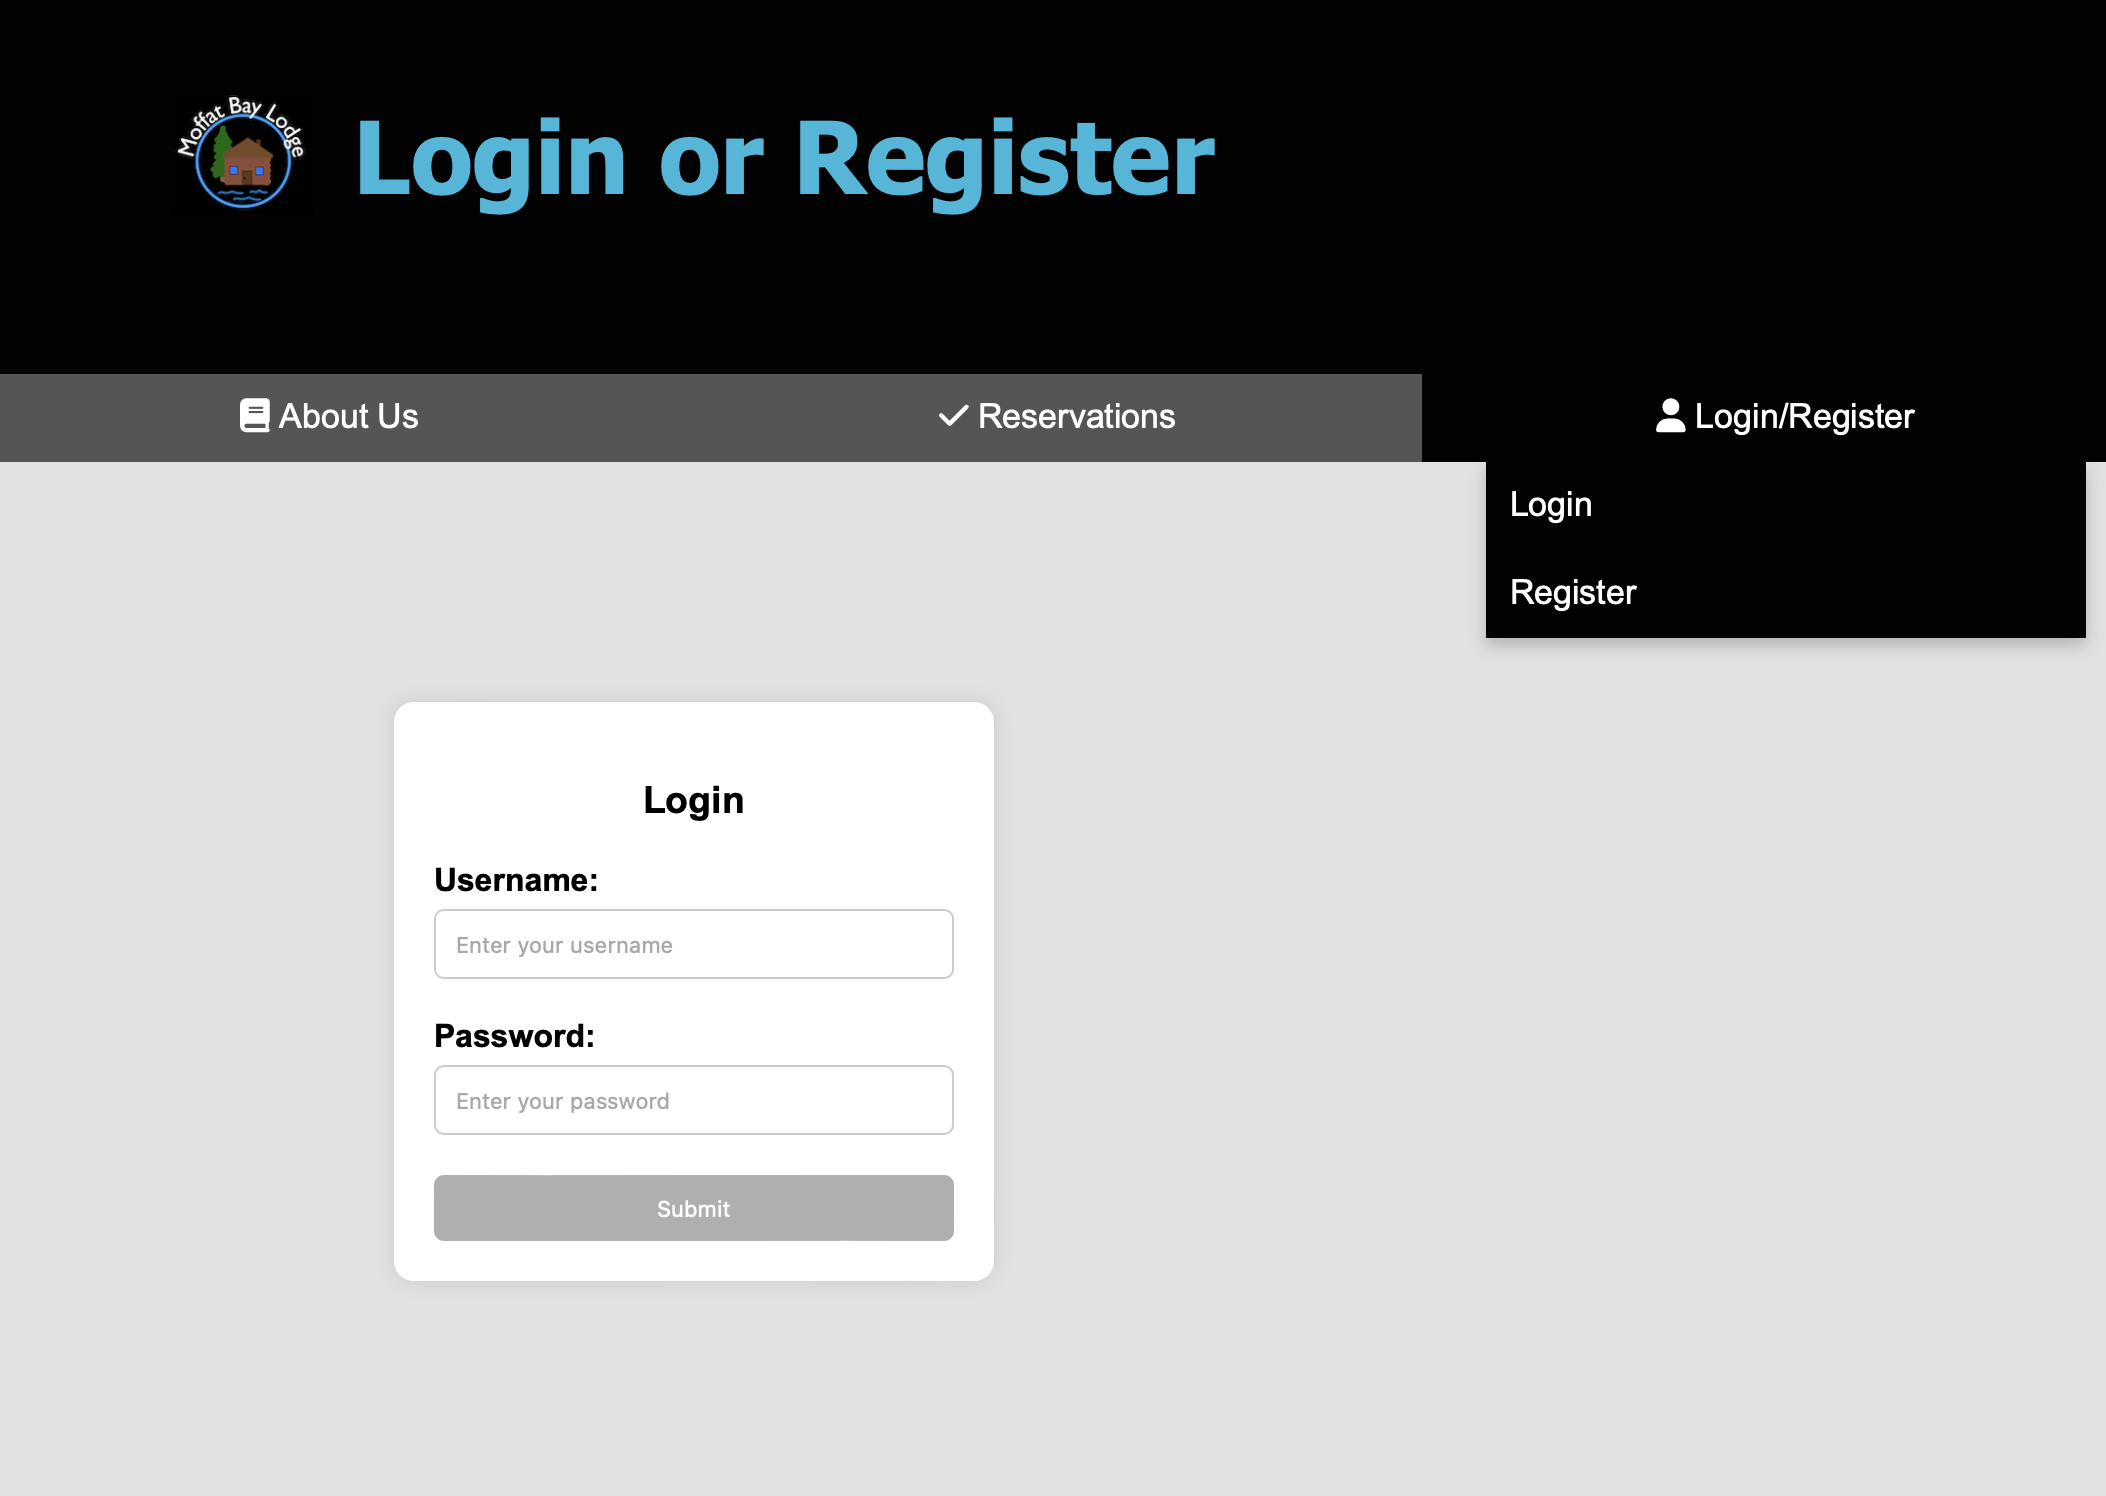 Moffat Bay Lodge
Login or Register
About Us
Reservations
Login/Register
Login
Register
Login
Username:
Enter your username
Password:
Enter your password
Submit